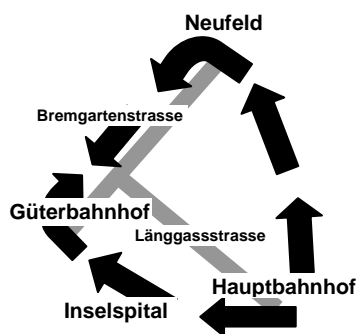 Neufeld
Bremgartenstrasse
Güterbahnhof
Länggassstrasse
Hauptbahnhof
Inselspital